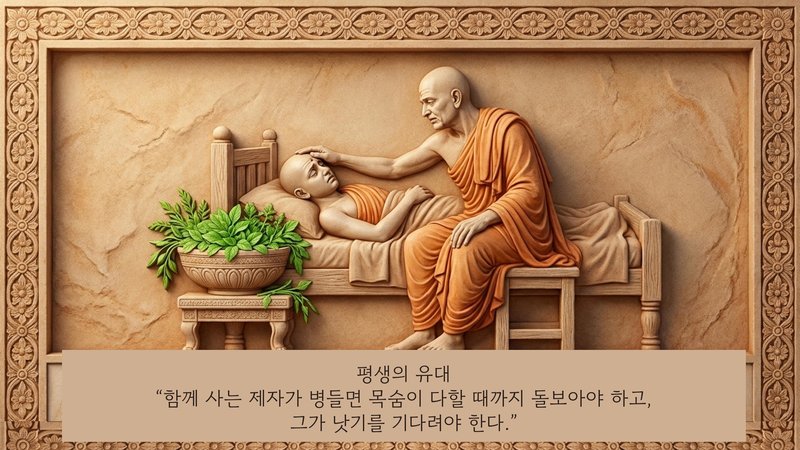 평생의 유대
“함께 사는 제자가 병들면 목숨이 다할 때까지 돌보아야 하고,
그가 낫기를 기다려야 한다.”